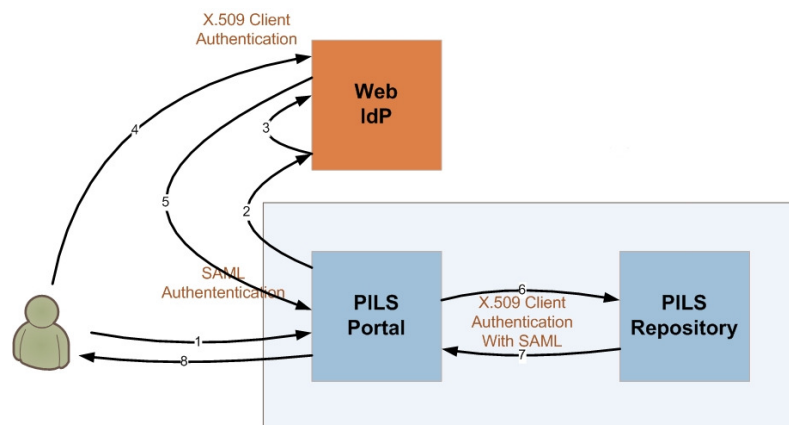 X.509 Client
Authentication
Web
IdP
4
3
5
2
SAML
Authententication
PILS
Portal
6
X.509 Client
Authentication
With SAML
7
PILS
Repository
1
8